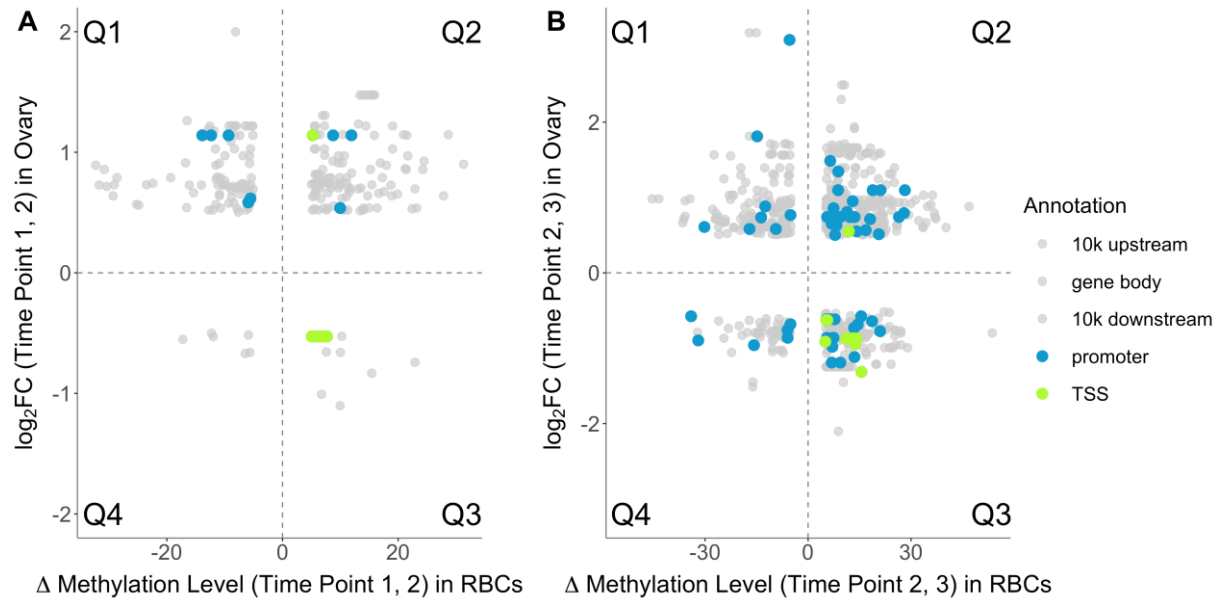 A
Q1
Q2
Q4
Q3
2
1
0
-1
-2
-20
0
20
log₂FC (Time Point 1, 2) in Ovary
Δ Methylation Level (Time Point 1, 2) in RBCs
B
Q1
Q2
Q4
Q3
2
0
-2
-30
0
30
log₂FC (Time Point 2, 3) in Ovary
Δ Methylation Level (Time Point 2, 3) in RBCs
Annotation
10k upstream
gene body
10k downstream
promoter
TSS